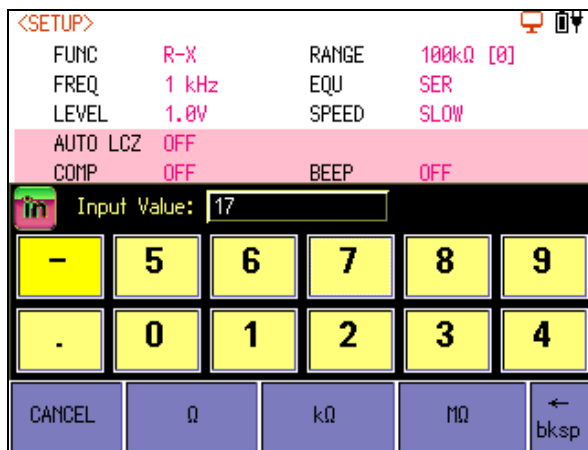 <SETUP>
FUNC R-X RANGE 100kΩ [0]
FREQ 1 kHz EQU SER
LEVEL 1.0V SPEED SLOW
AUTO LCZ OFF
COMP OFF BEEP OFF
in Input Value: 17
- 5 6 7 8 9
. 0 1 2 3 4
CANCEL Ω kΩ MΩ ← bksp